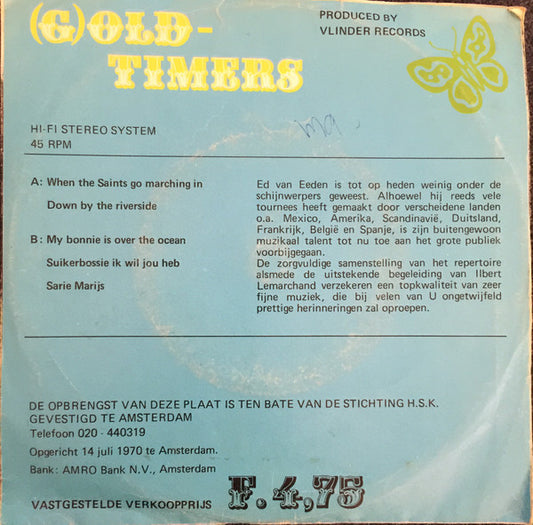 (G)OLD-
TIMERS
PRODUCED BY
VLINDER RECORDS
HI-FI STEREO SYSTEM
45 RPM
A: When the Saints go marching in
Down by the riverside
B: My bonnie is over the ocean
Suikerbossie ik wil jou heb
Sarie Marijs
Ed van Eeden is tot op heden weinig onder de
schijnwerpers geweest. Alhoewel hij reeds vele
tournees heeft gemaakt door verscheidene landen
o.a. Mexico, Amerika, Scandinavië, Duitsland,
Frankrijk, België en Spanje, is zijn buitengewoon
muzikaal talent tot nu toe aan het grote publiek
voorbijgegaan.
De zorgvuldige samenstelling van het repertoire
alsmede de uitstekende begeleiding van Ilbert
Lemarchand verzekeren een topkwaliteit van zeer
fijne muziek, die bij velen van U ongetwijfeld
prettige herinneringen zal oproepen.
DE OPBRENGST VAN DEZE PLAAT IS TEN BATE VAN DE STICHTING H.S.K.
GEVESTIGD TE AMSTERDAM
Telefoon 020 - 440319
Opgericht 14 juli 1970 te Amsterdam.
Bank: AMRO Bank N.V., Amsterdam
VASTGESTELDE VERKOOPPRIJS F. 4,75